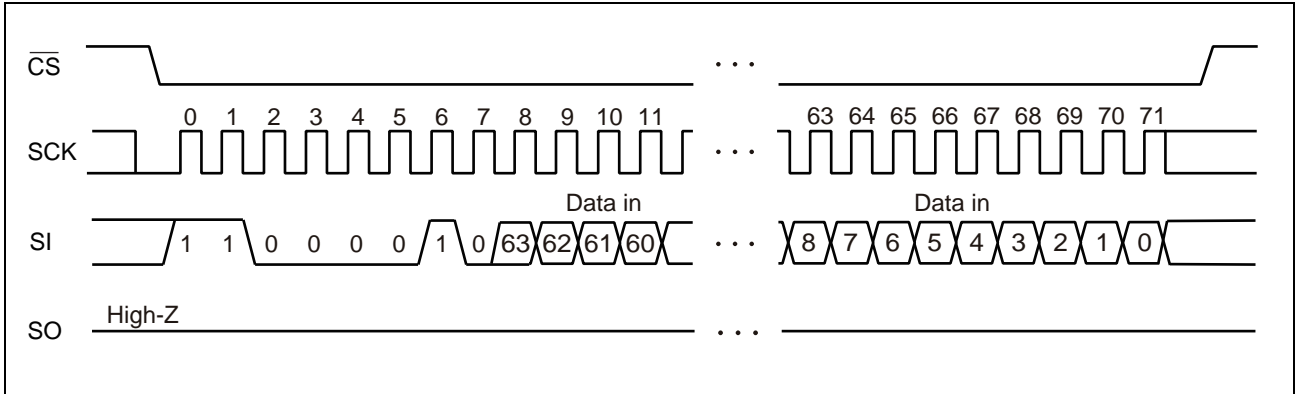 CS
0 1 2 3 4 5 6 7 8 9 10 11 63 64 65 66 67 68 69 70 71
SCK . . . 
Data in Data in
SI 1 1 0 0 0 0 1 0 63 62 61 60 . . . 8 7 6 5 4 3 2 1 0
High-Z
SO . . .